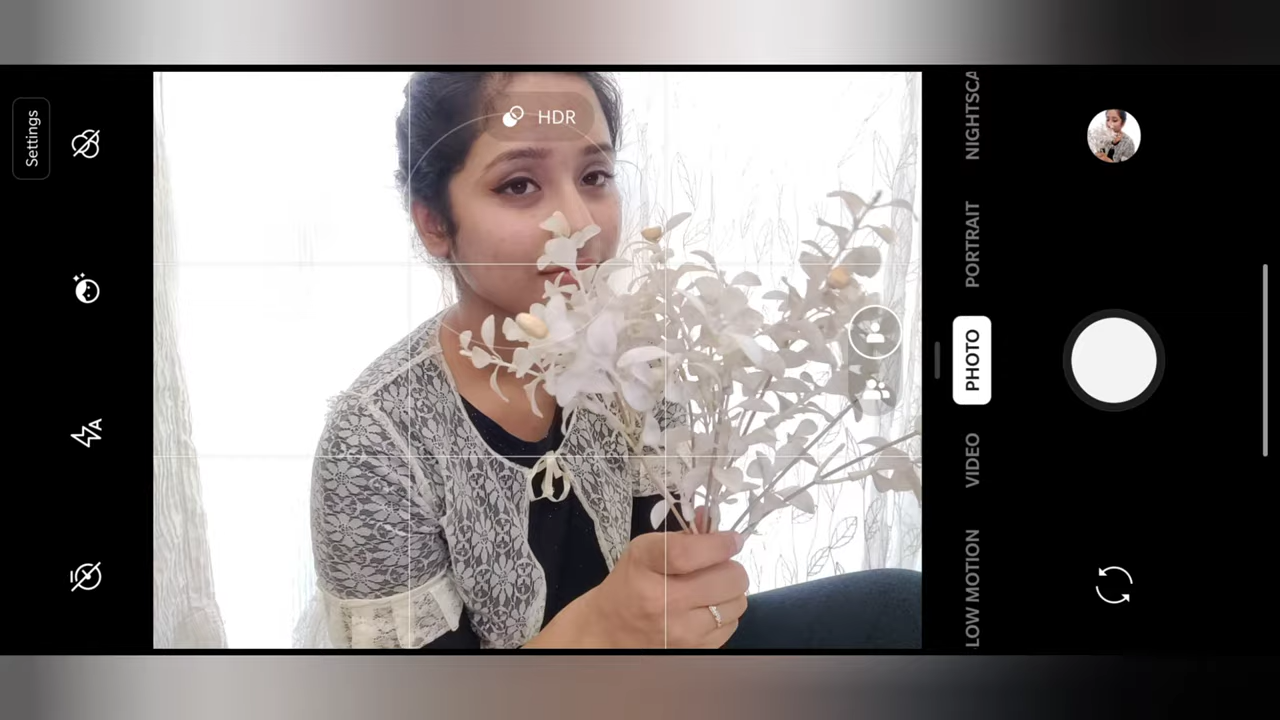 Settings
HDR
NIGHTSCA
PORTRAIT
PHOTO
VIDEO
LOW MOTION
A